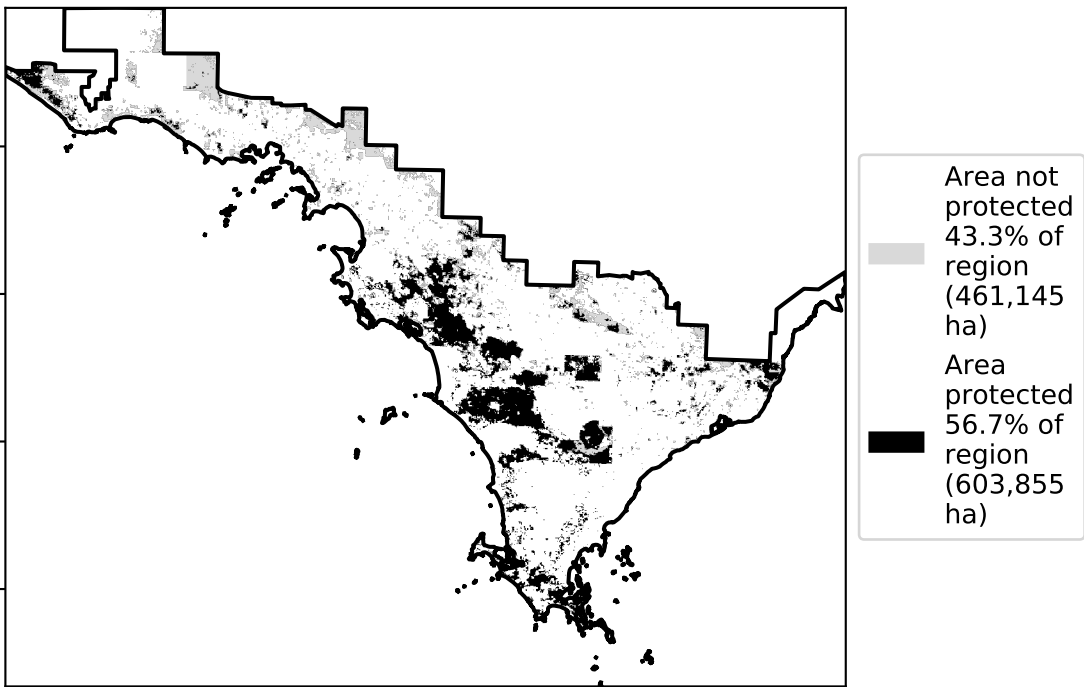 Area not
protected
43.3% of
region
(461,145
ha)
Area
protected
56.7% of
region
(603,855
ha)